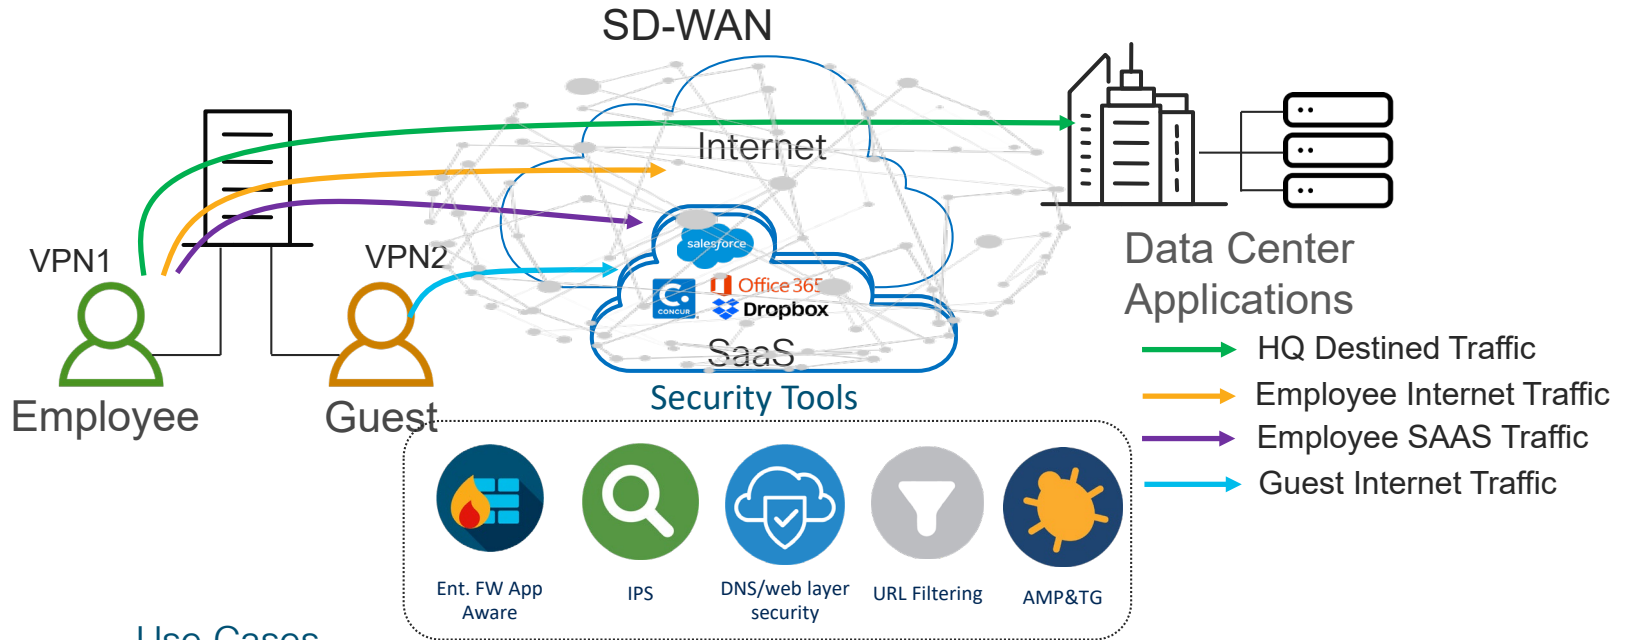 SD-WAN
Internet
VPN1
VPN2
salesforce
C.
CONCUR
Office 365
Dropbox
SaaS
Employee
Guest
Data Center
Applications
HQ Destined Traffic
Employee Internet Traffic
Employee SAAS Traffic
Guest Internet Traffic
Security Tools
Ent. FW App
Aware
IPS
DNS/web layer
security
URL Filtering
AMP&TG
Use Cases